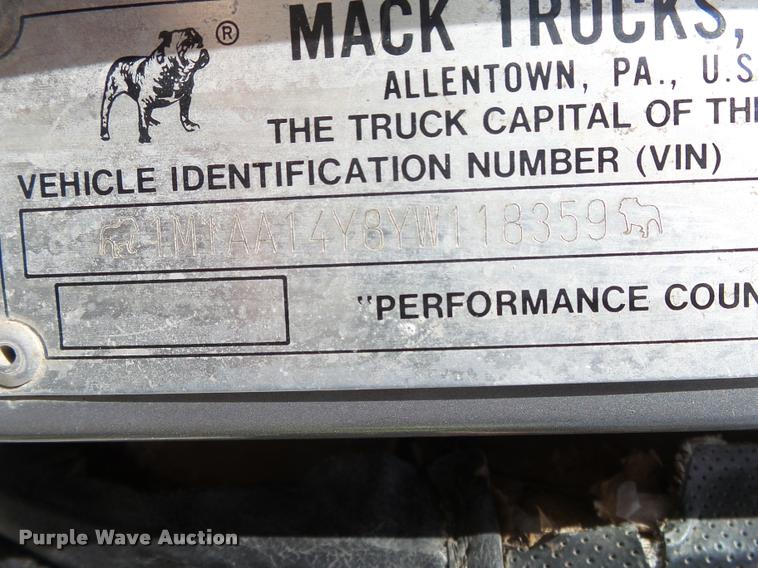 ®
MACK TRUCKS,
ALLENTOWN, PA., U.S
THE TRUCK CAPITAL OF TH
VEHICLE IDENTIFICATION NUMBER (VIN)
1M1AA14Y8YW118359
"PERFORMANCE COUN
Purple Wave Auction